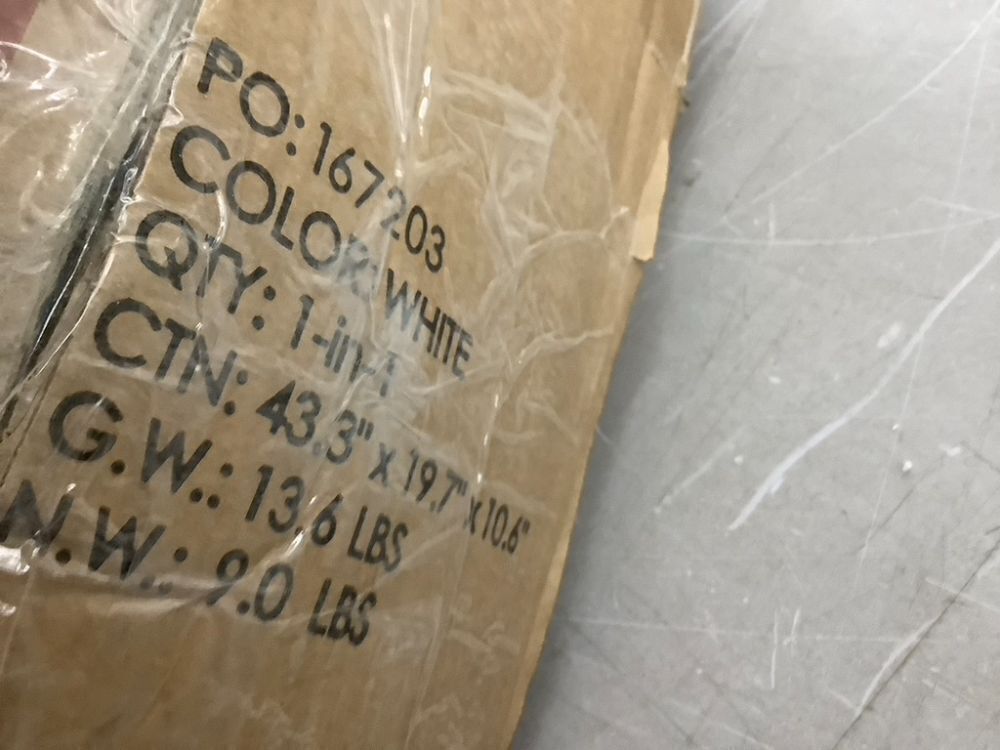 PO: 167203
COLOR: WHITE
QTY: 1-in-1
CTN: 43.3" x 19.7" x 10.6"
G.W.: 13.6 LBS
N.W.: 9.0 LBS